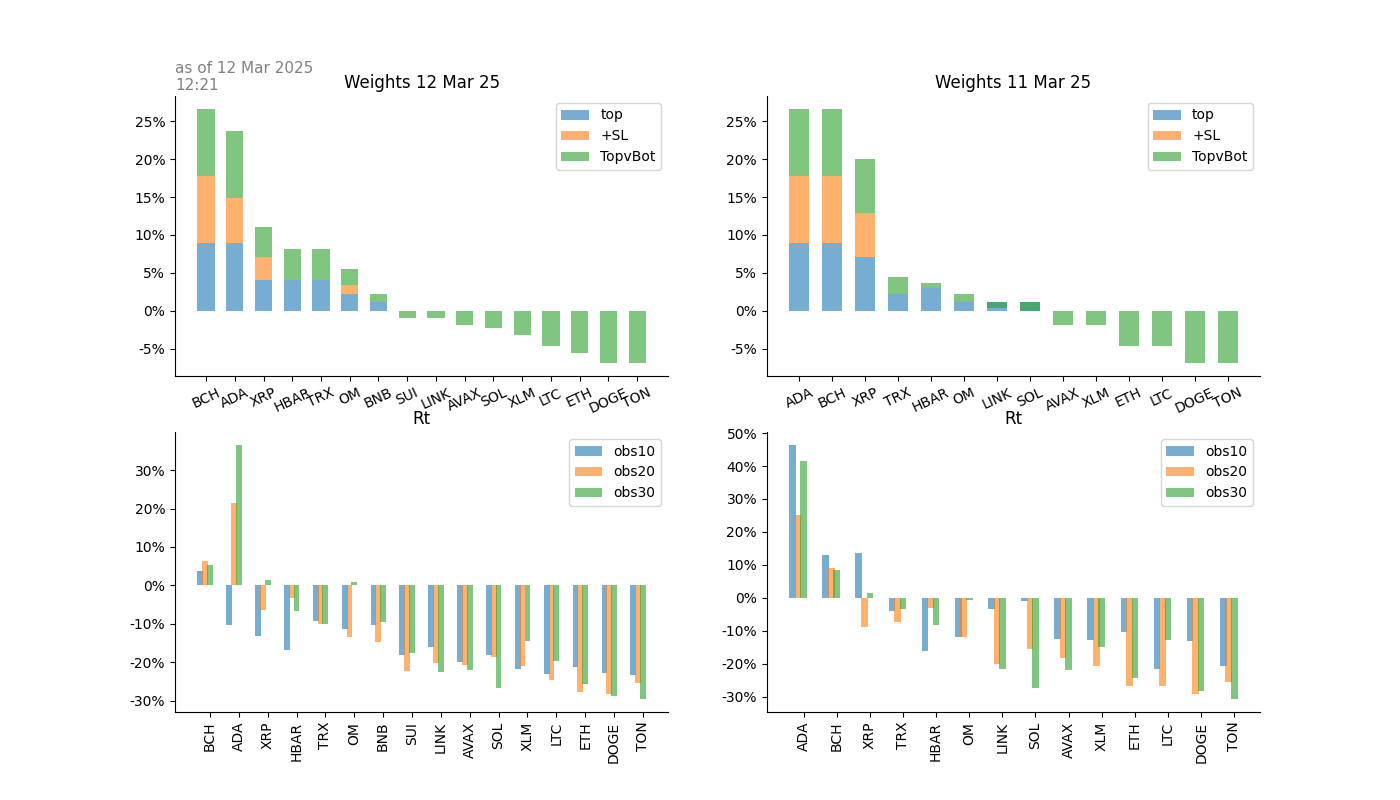 as of 12 Mar 2025
12:21
Weights 12 Mar 25
top
+SL
TopvBot
25%
20%
15%
10%
5%
0%
-5%
BCH ADA XRP HBAR TRX OM BNB SUI LINK AVAX SOL XLM LTC ETH DOGE TON
Weights 11 Mar 25
top
+SL
TopvBot
25%
20%
15%
10%
5%
0%
-5%
ADA BCH XRP TRX HBAR OM LINK SOL AVAX XLM ETH LTC DOGE TON
Rt
obs10
obs20
obs30
30%
20%
10%
0%
-10%
-20%
-30%
BCH ADA XRP HBAR TRX OM BNB SUI LINK AVAX SOL XLM LTC ETH DOGE TON
Rt
obs10
obs20
obs30
50%
40%
30%
20%
10%
0%
-10%
-20%
-30%
ADA BCH XRP TRX HBAR OM LINK SOL AVAX XLM ETH LTC DOGE TON